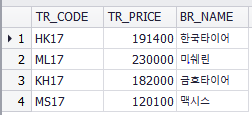 TR_CODE TR_PRICE BR_NAME
1 HK17 191400 한국타이어
2 ML17 230000 미쉐린
3 KH17 182000 금호타이어
4 MS17 120100 맥시스